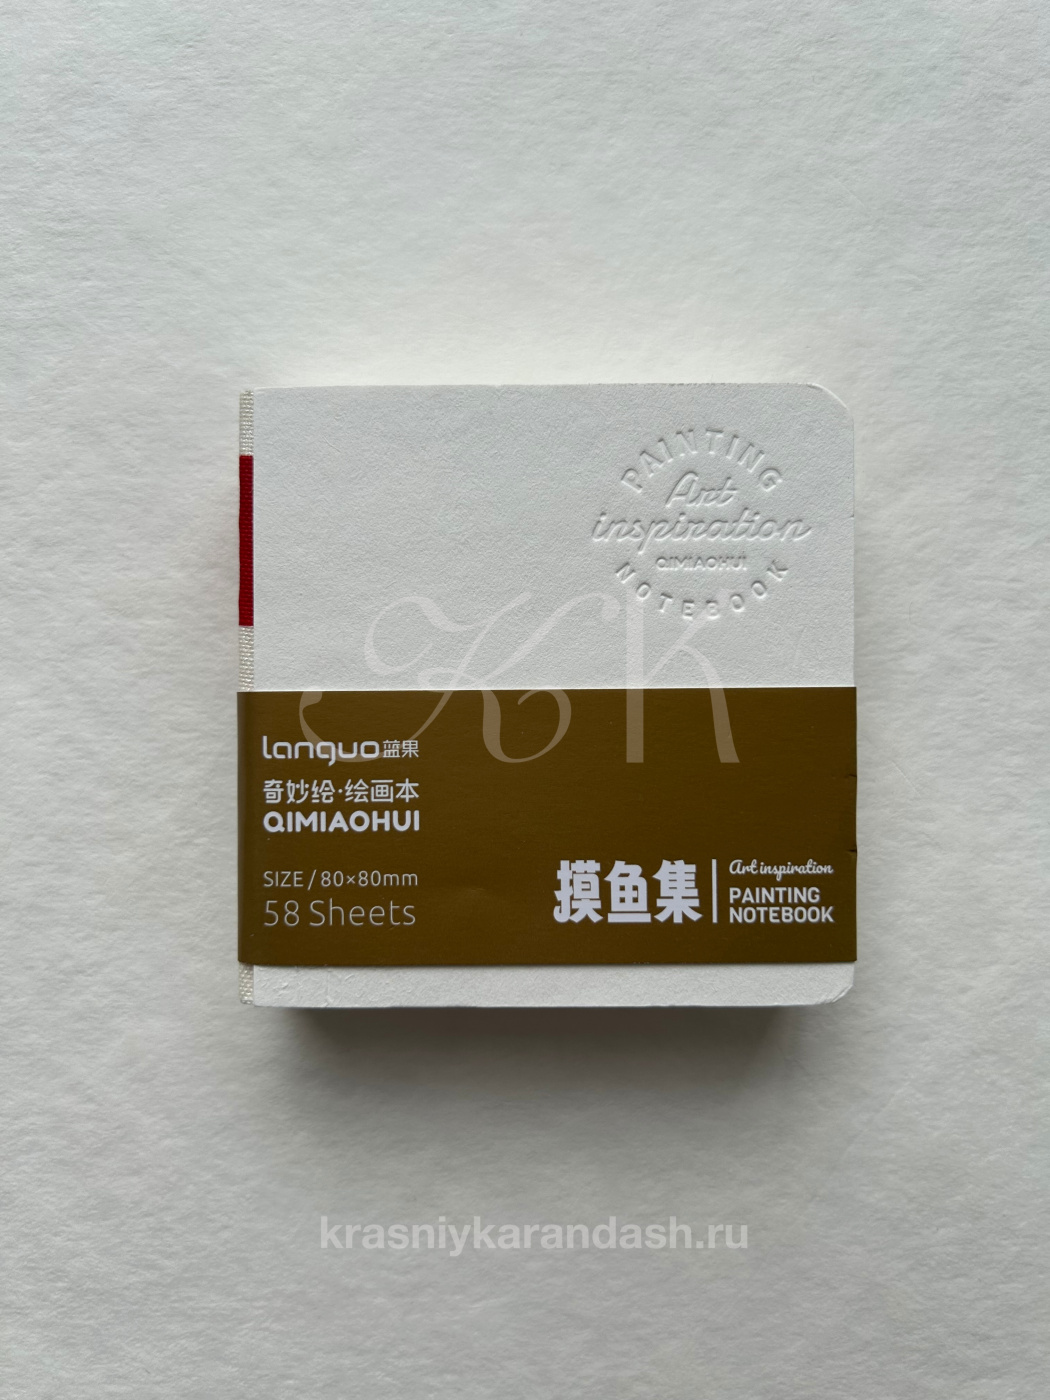 PAINTING
Art
inspiration
QIMIAOHUI
NOTEBOOK
KK
languo蓝果
奇妙绘·绘画本
QIMIAOHUI
SIZE / 80×80mm
58 Sheets
摸鱼集
Art inspiration
PAINTING
NOTEBOOK
krasniykarandash.ru